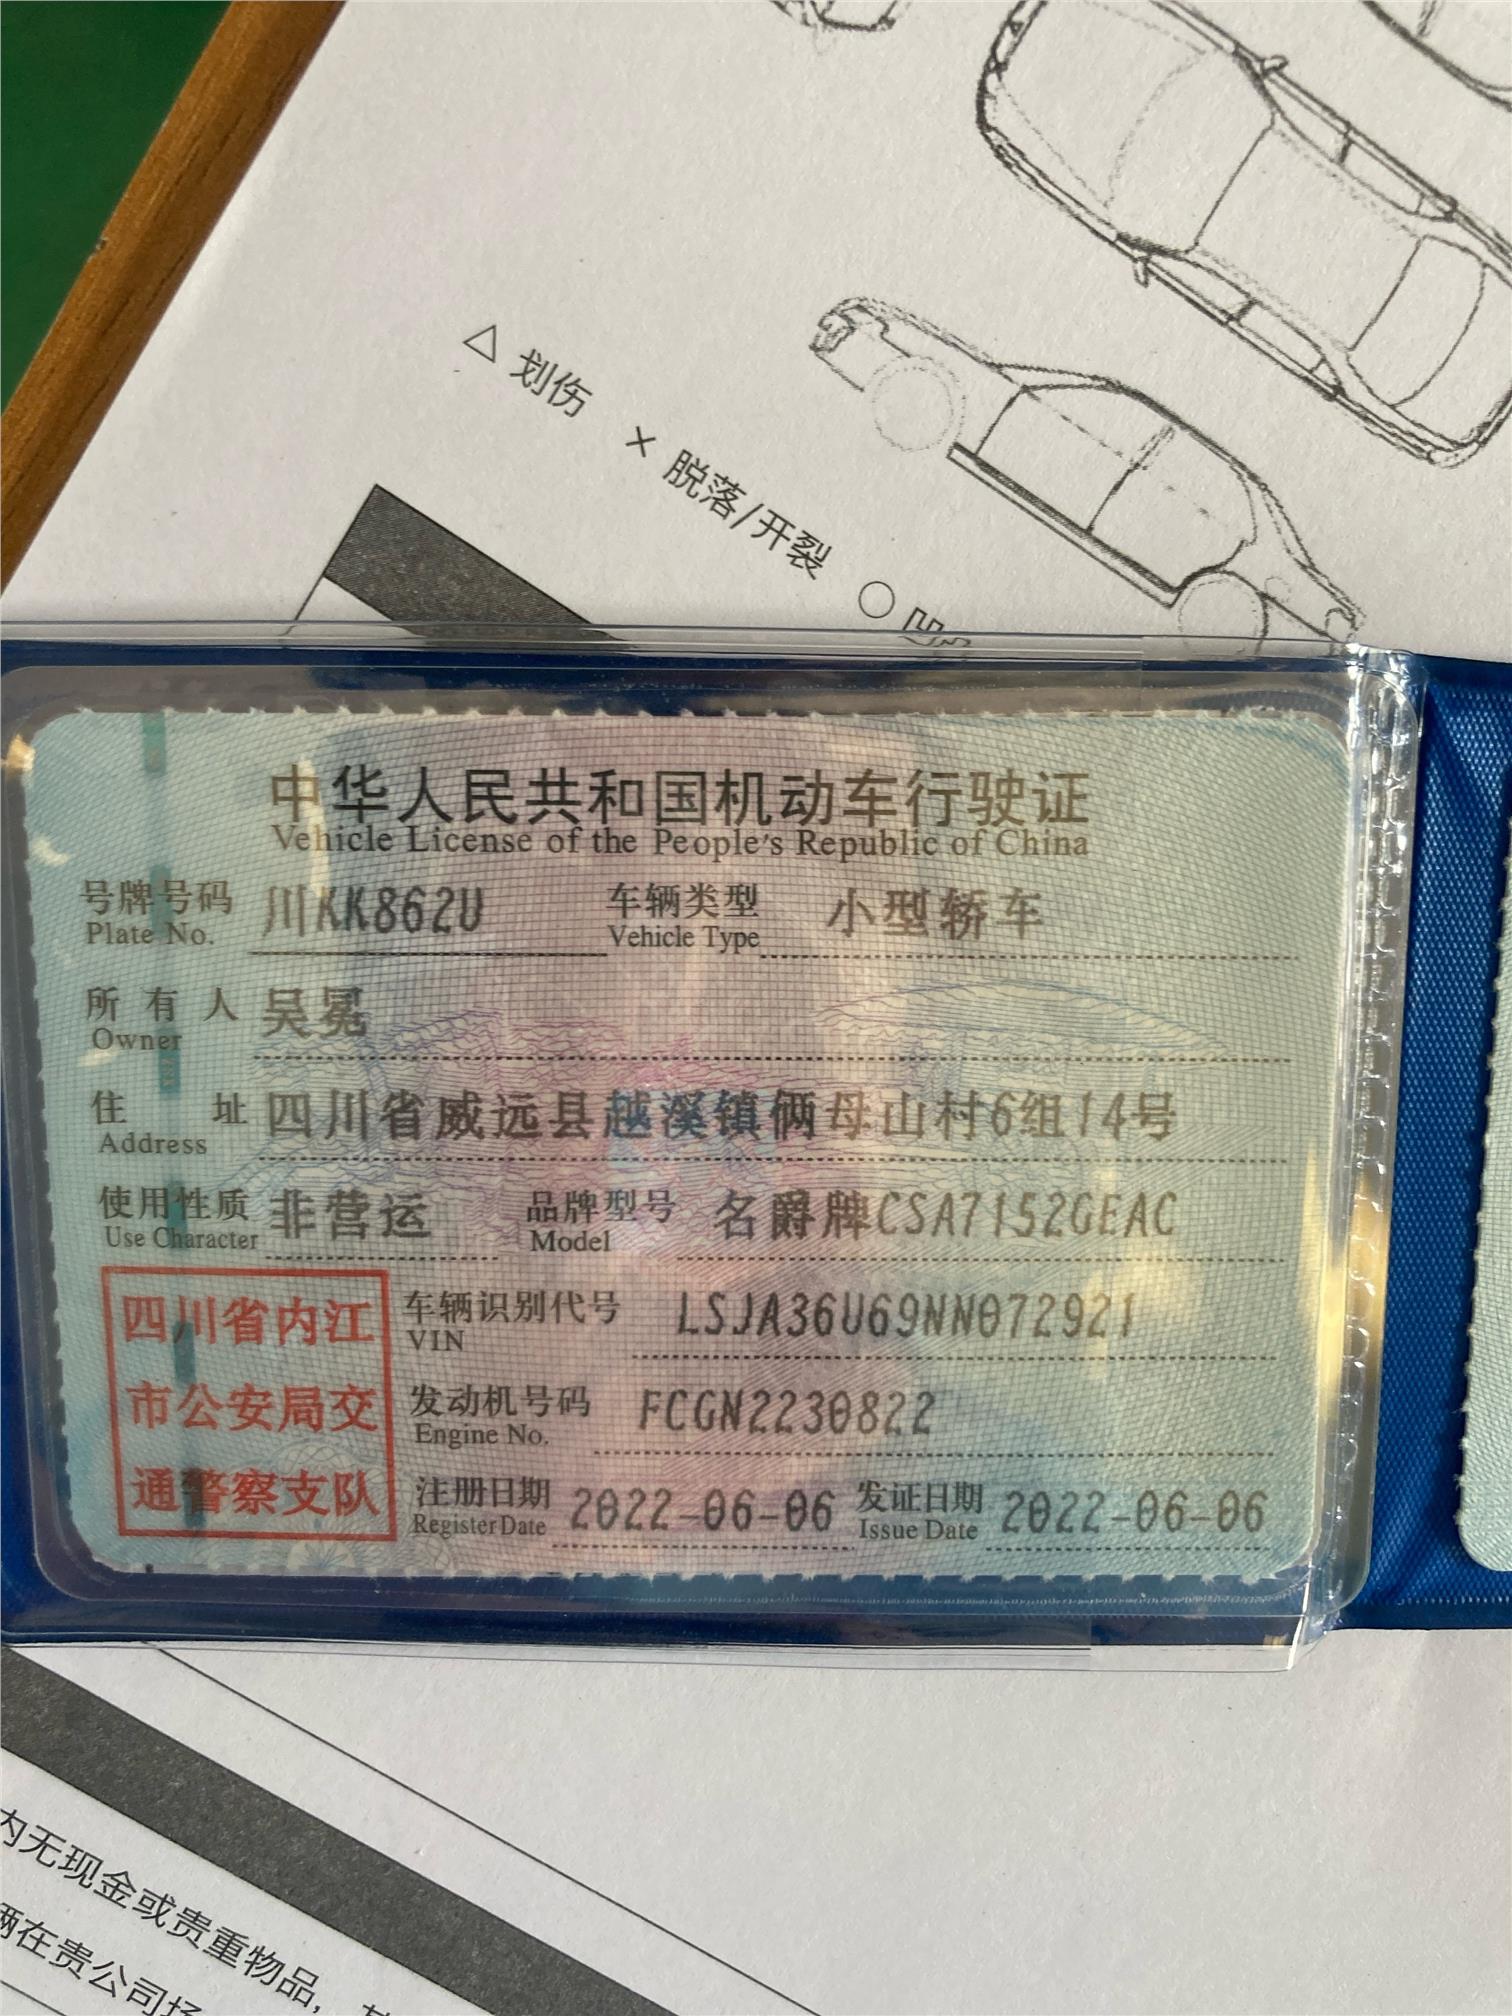 △ 划伤 × 脱落/开裂 ○ 凹
中华人民共和国机动车行驶证
Vehicle License of the People's Republic of China
号牌号码 川KK862U 车辆类型 小型轿车
Plate No. Vehicle Type
所有人 吴冕
Owner
住址 四川省威远县越溪镇俩母山村6组14号
Address
使用性质 非营运 品牌型号 名爵牌CSA7152GEAC
Use Character Model
四川省内江
市公安局交
通警察支队
车辆识别代号 LSJA36U69NN072921
VIN
发动机号码 FCGN2230822
Engine No.
注册日期 2022-06-06 发证日期 2022-06-06
Register Date Issue Date
内无现金或贵重物品,
辆在贵公司场